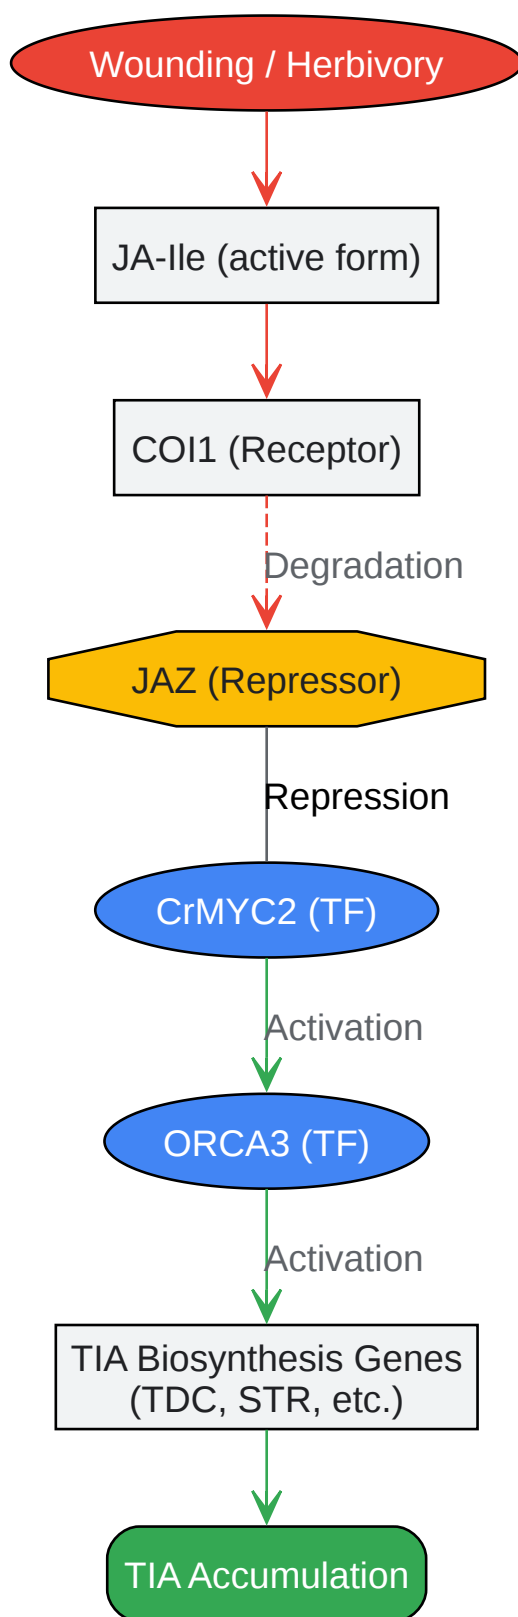 Wounding / Herbivory
JA-Ile (active form)
COI1 (Receptor)
Degradation
JAZ (Repressor)
Repression
CrMYC2 (TF)
Activation
ORCA3 (TF)
Activation
TIA Biosynthesis Genes
(TDC, STR, etc.)
TIA Accumulation